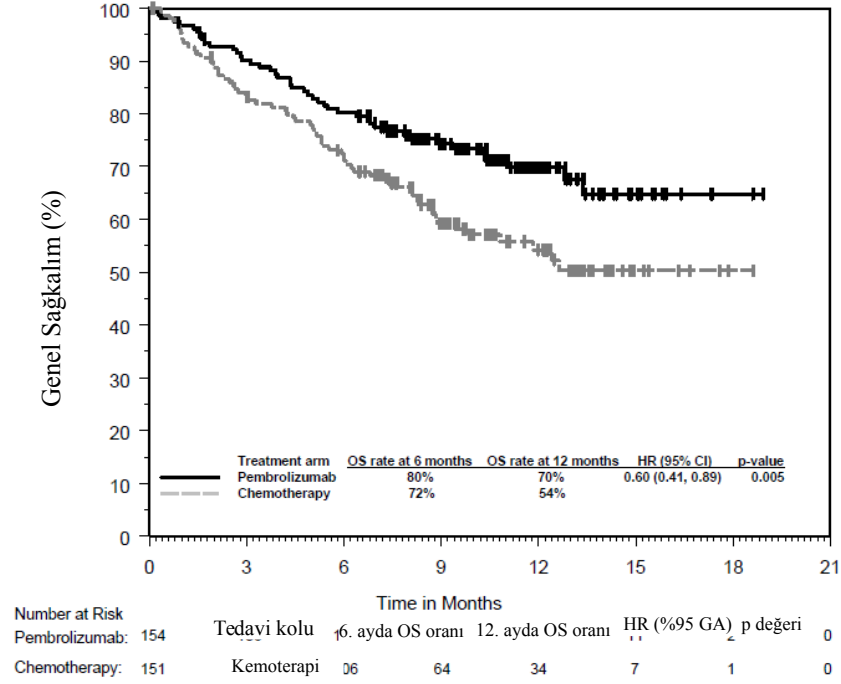 100
90
80
70
60
50
40
30
20
10
0
Genel Sağkalım (%)
Treatment arm OS rate at 6 months OS rate at 12 months HR (95% CI) p-value
Pembrolizumab 80% 70% 0.60 (0.41, 0.89) 0.005
Chemotherapy 72% 54%
0 3 6 9 12 15 18 21
Time in Months
Number at Risk
Tedavi kolu 6. ayda OS oranı 12. ayda OS oranı HR (%95 GA) p değeri
Pembrolizumab: 154 0
Chemotherapy: 151 Kemoterapi 64 34 7 1 0